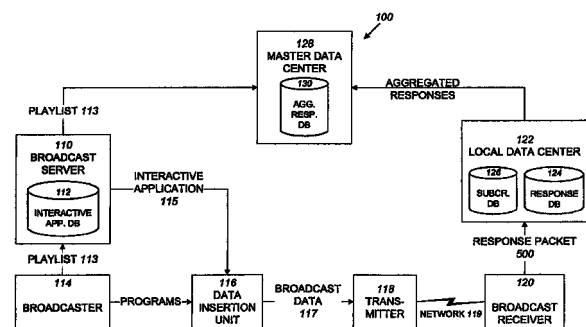 100
128
MASTER DATA
CENTER
130
AGG.
RESP.
DB
AGGREGATED
RESPONSES
PLAYLIST 113
110
BROADCAST
SERVER
112
INTERACTIVE
APP. DB
INTERACTIVE
APPLICATION
115
122
LOCAL DATA CENTER
126
SUBCR.
DB
124
RESPONSE
DB
PLAYLIST 113
RESPONSE PACKET
500
114
BROADCASTER
PROGRAMS
116
DATA
INSERTION
UNIT
BROADCAST
DATA
117
118
TRANS-
MITTER
NETWORK 119
120
BROADCAST
RECEIVER